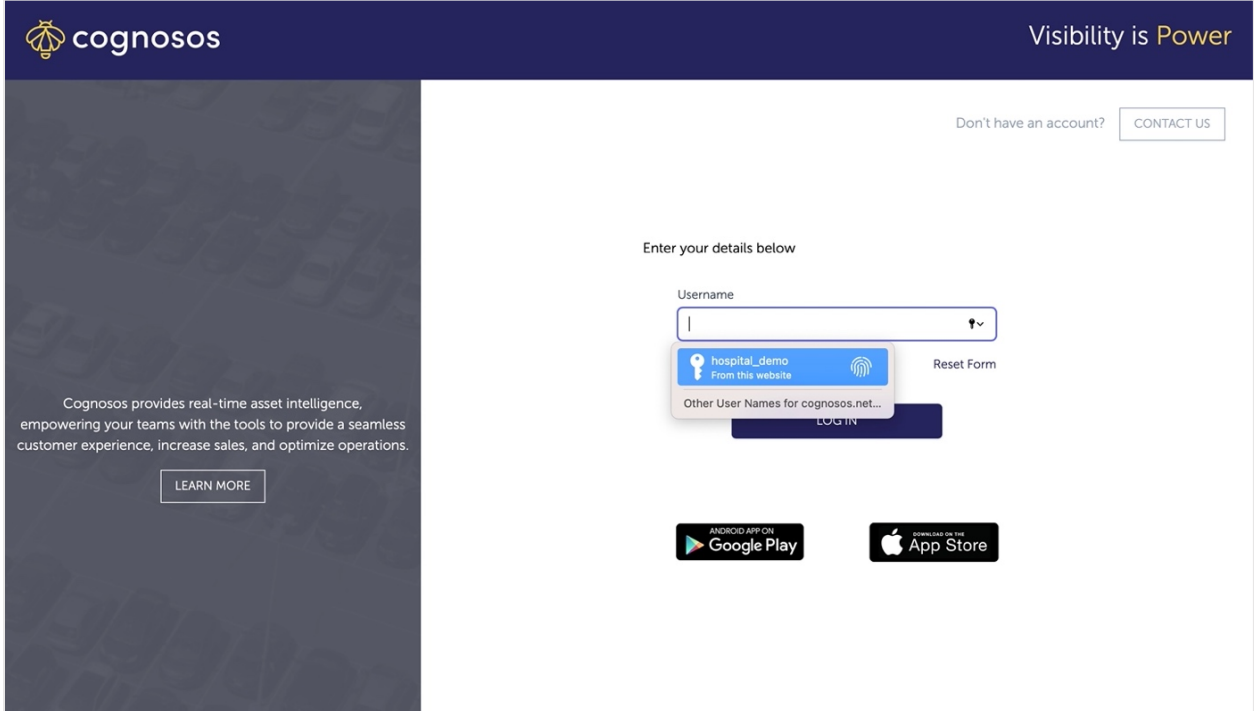 cognosos
Visibility is Power
Don't have an account?
CONTACT US
Enter your details below
Username
hospital_demo
From this website
Reset Form
Other User Names for cognosos.net...
LOG IN
Cognosos provides real-time asset intelligence,
empowering your teams with the tools to provide a seamless
customer experience, increase sales, and optimize operations.
LEARN MORE
ANDROID APP ON
Google Play
DOWNLOAD ON THE
App Store